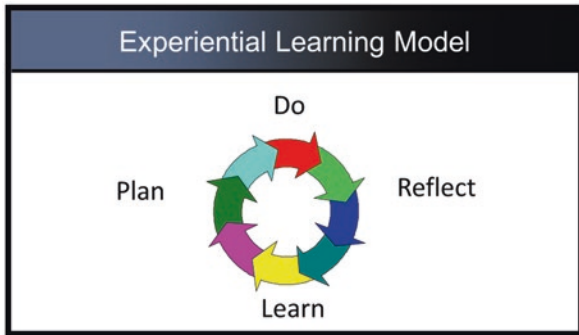 Experiential Learning Model
Do
Plan
Reflect
Learn